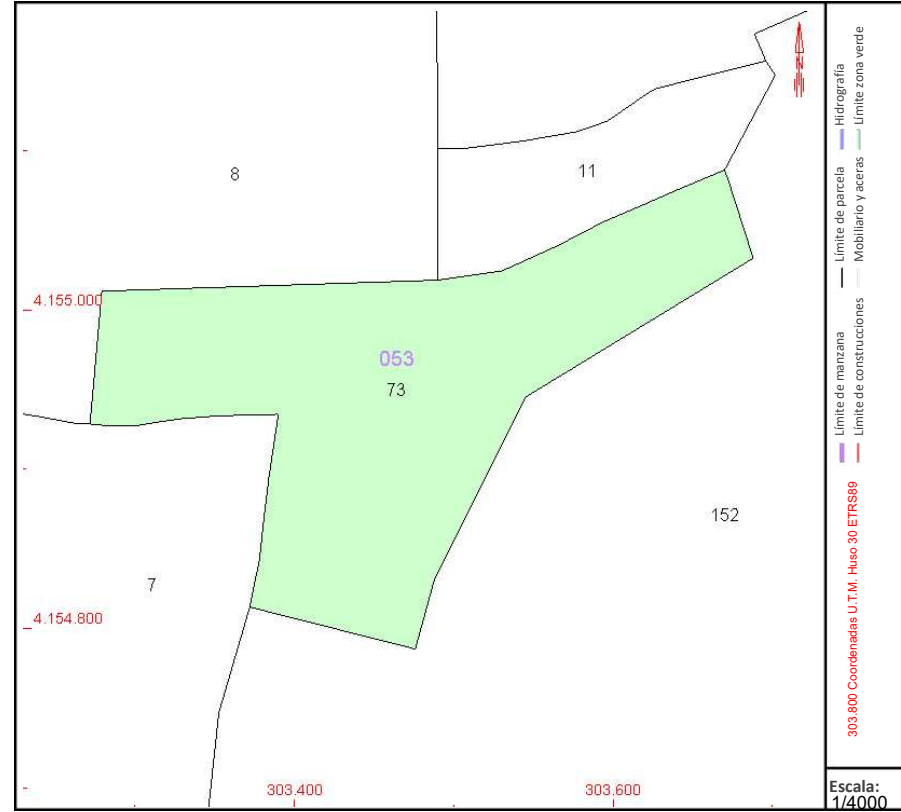 8
11
4.155.000
053
73
152
7
4.154.800
303.400
303.600
N
Hidrografía
Límite zona verde
Límite de parcela
Mobiliario y aceras
Límite de manzana
Límite de construcciones
303.800 Coordenadas U.T.M. Huso 30 ETRS89
Escala:
1/4000